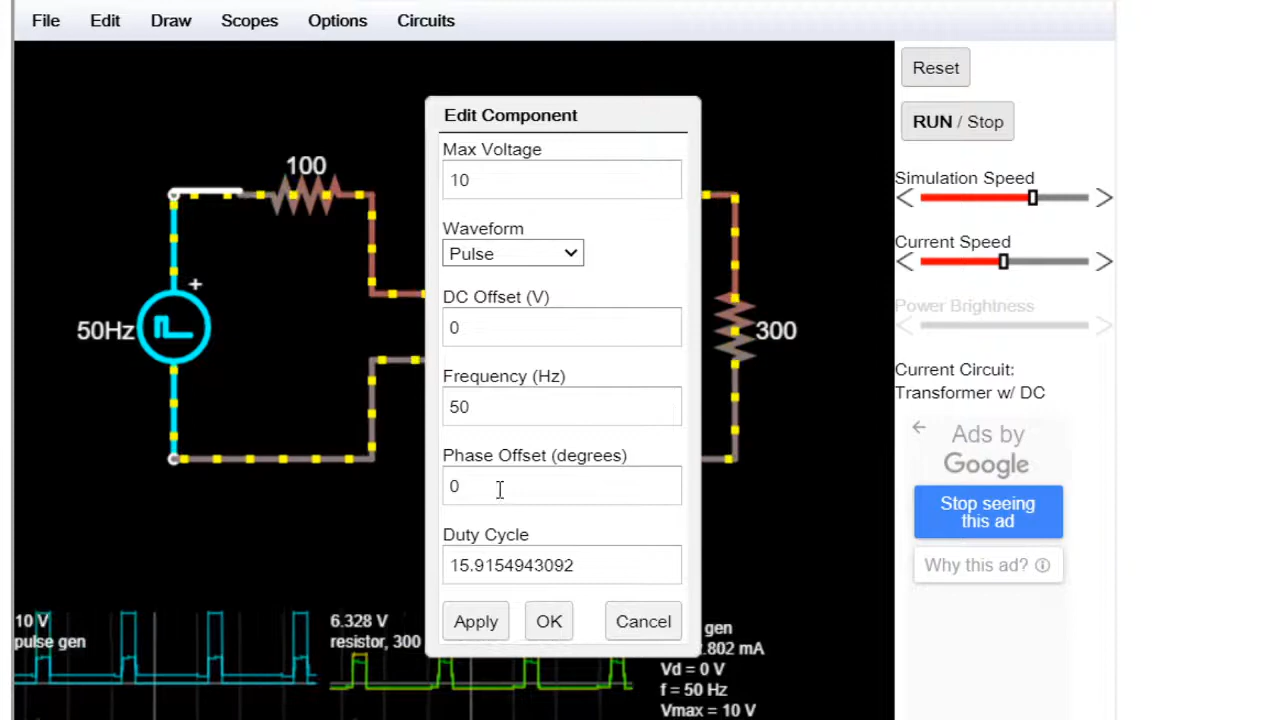 File Edit Draw Scopes Options Circuits
Reset
RUN / Stop
Simulation Speed
Current Speed
Power Brightness
Current Circuit:
Transformer w/ DC
Ads by
Google
Stop seeing
this ad
Why this ad?
100
+
50Hz
300
Edit Component
Max Voltage
10
Waveform
Pulse
DC Offset (V)
0
Frequency (Hz)
50
Phase Offset (degrees)
0
Duty Cycle
15.9154943092
Apply OK Cancel
10 V
pulse gen
6.328 V
resistor, 300
gen
.802 mA
Vd = 0 V
f = 50 Hz
Vmax = 10 V